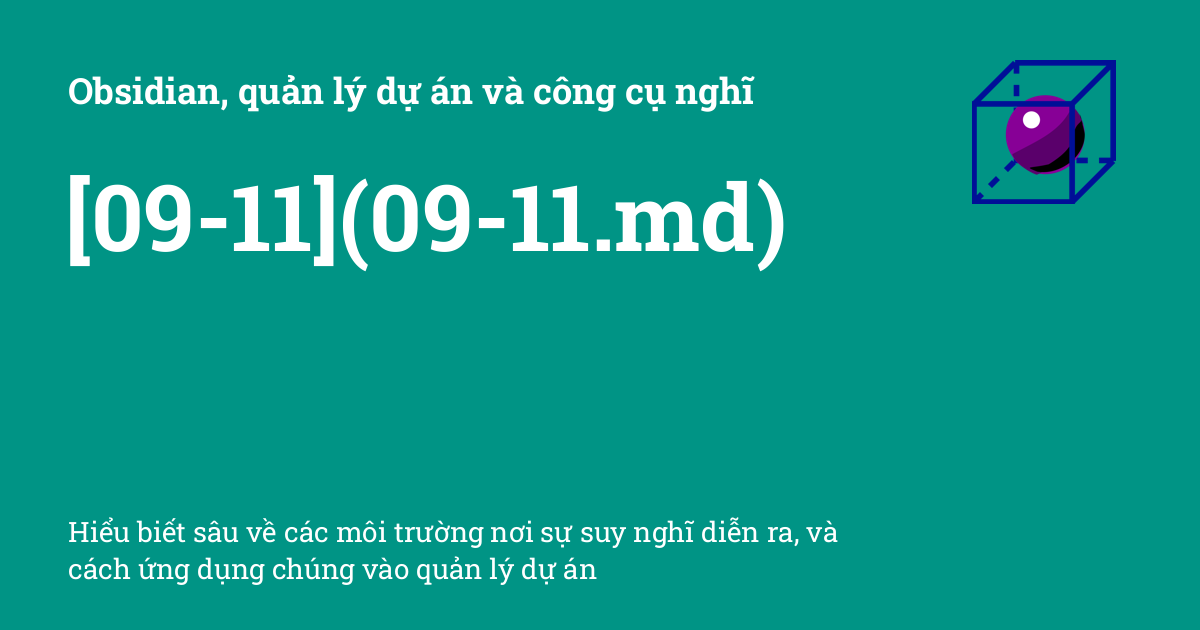 Obsidian, quản lý dự án và công cụ nghĩ
[09-11](09-11.md)
Hiểu biết sâu về các môi trường nơi sự suy nghĩ diễn ra, và
cách ứng dụng chúng vào quản lý dự án